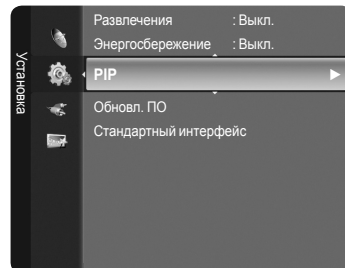 Установка
Развлечения : Выкл.
Энергосбережение : Выкл.
PIP
Обновл. ПО
Стандартный интерфейс